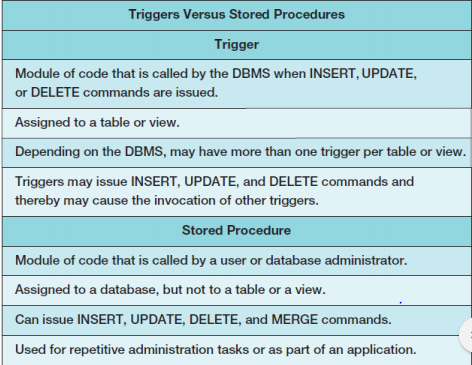 Triggers Versus Stored Procedures
Trigger
Module of code that is called by the DBMS when INSERT, UPDATE,
or DELETE commands are issued.
Assigned to a table or view.
Depending on the DBMS, may have more than one trigger per table or view.
Triggers may issue INSERT, UPDATE, and DELETE commands and
thereby may cause the invocation of other triggers.
Stored Procedure
Module of code that is called by a user or database administrator.
Assigned to a database, but not to a table or a view.
Can issue INSERT, UPDATE, DELETE, and MERGE commands.
Used for repetitive administration tasks or as part of an application.